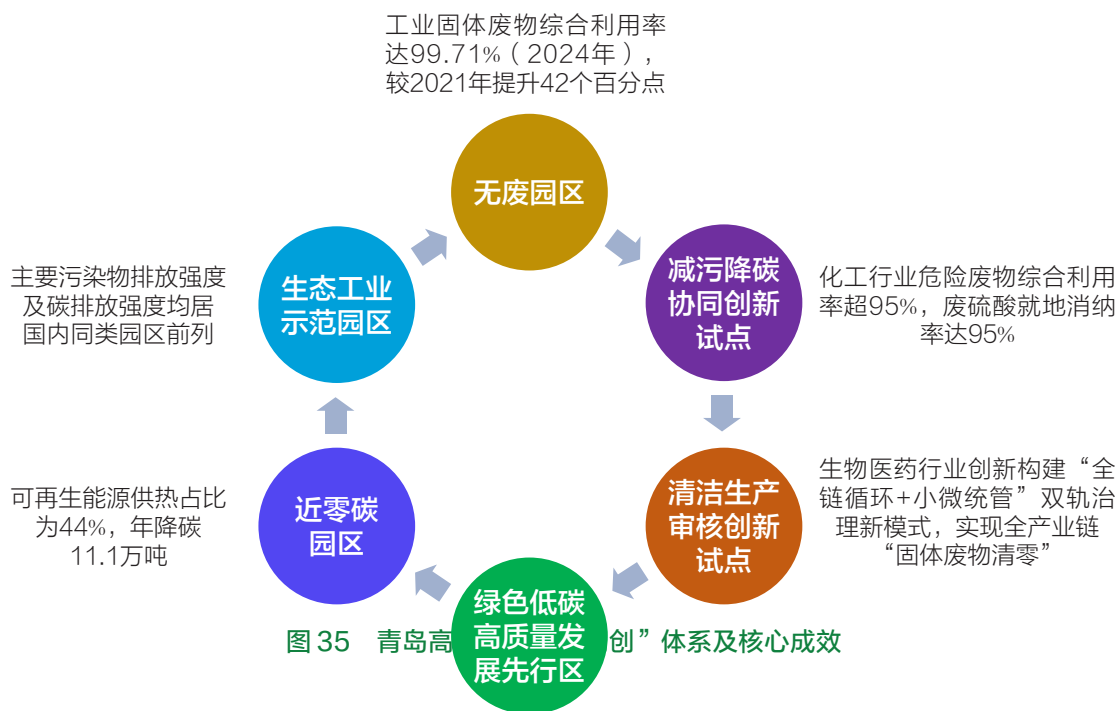 工业固体废物综合利用率
达99.71%（2024年），
较2021年提升42个百分点
无废园区
减污降碳
协同创新
试点
化工行业危险废物综合利用
率超95%，废硫酸就地消纳
率达95%
清洁生产
审核创新
试点
生物医药行业创新构建“全
链循环+小微统管”双轨治
理新模式，实现全产业链
“固体废物清零”
绿色低碳
高质量发
展先行区
近零碳
园区
可再生能源供热占比
为44%，年降碳
11.1万吨
生态工业
示范园区
主要污染物排放强度
及碳排放强度均居
国内同类园区前列
图 35 青岛高 创”体系及核心成效